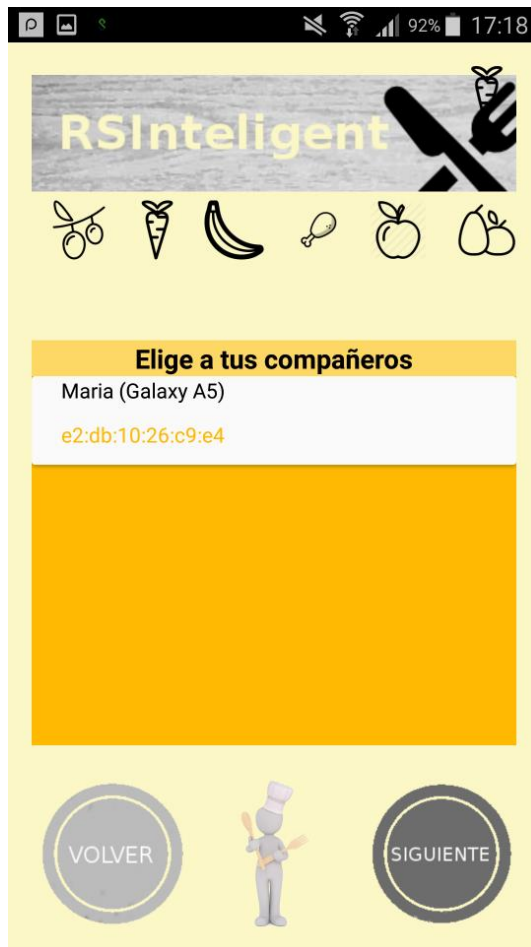 92% 17:18
RSInteligent
Elige a tus compañeros
Maria (Galaxy A5)
e2:db:10:26:c9:e4
VOLVER
SIGUIENTE